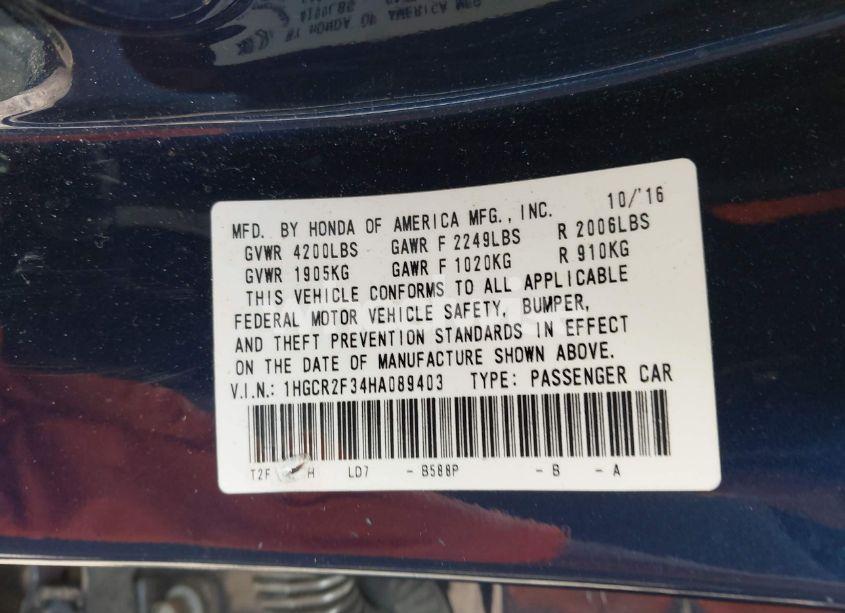 MFD. BY HONDA OF AMERICA MFG., INC. 10/'16
GVWR 4200LBS GAWR F 2249LBS R 2006LBS
GVWR 1905KG GAWR F 1020KG R 910KG
THIS VEHICLE CONFORMS TO ALL APPLICABLE
FEDERAL MOTOR VEHICLE SAFETY, BUMPER,
AND THEFT PREVENTION STANDARDS IN EFFECT
ON THE DATE OF MANUFACTURE SHOWN ABOVE.
V.I.N.: 1HGCR2F34HA089403 TYPE: PASSENGER CAR
T2F H LD7 - B588P - B - A